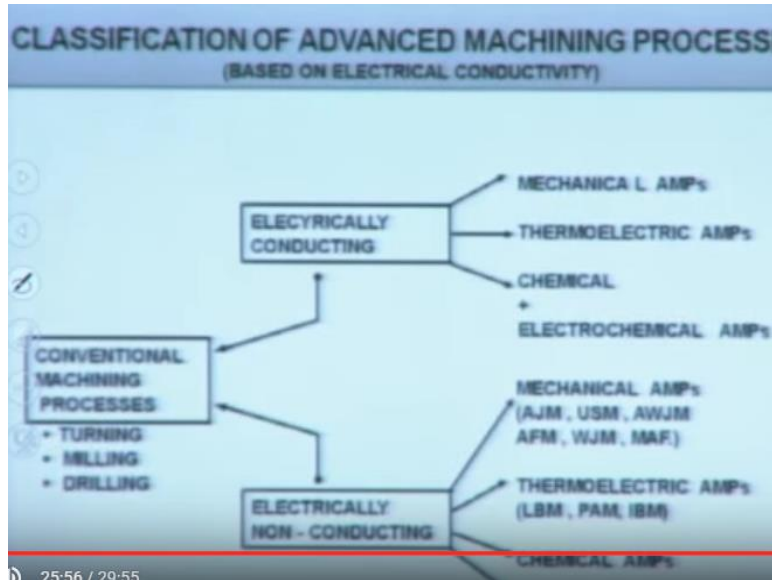 CLASSIFICATION OF ADVANCED MACHINING PROCESS
(BASED ON ELECTRICAL CONDUCTIVITY)
MECHANICA L AMPs
ELECYRICALLY
CONDUCTING
THERMOELECTRIC AMPs
CHEMICAL
+
ELECTROCHEMICAL AMPs
CONVENTIONAL
MACHINING
PROCESSES
• TURNING
• MILLING
• DRILLING
MECHANICAL AMPs
(AJM , USM , AWJM
AFM , WJM , MAF.)
THERMOELECTRIC AMPs
(LBM , PAM, IBM)
ELECTRICALLY
NON - CONDUCTING
CHEMICAL AMPs
25:56 / 29:55